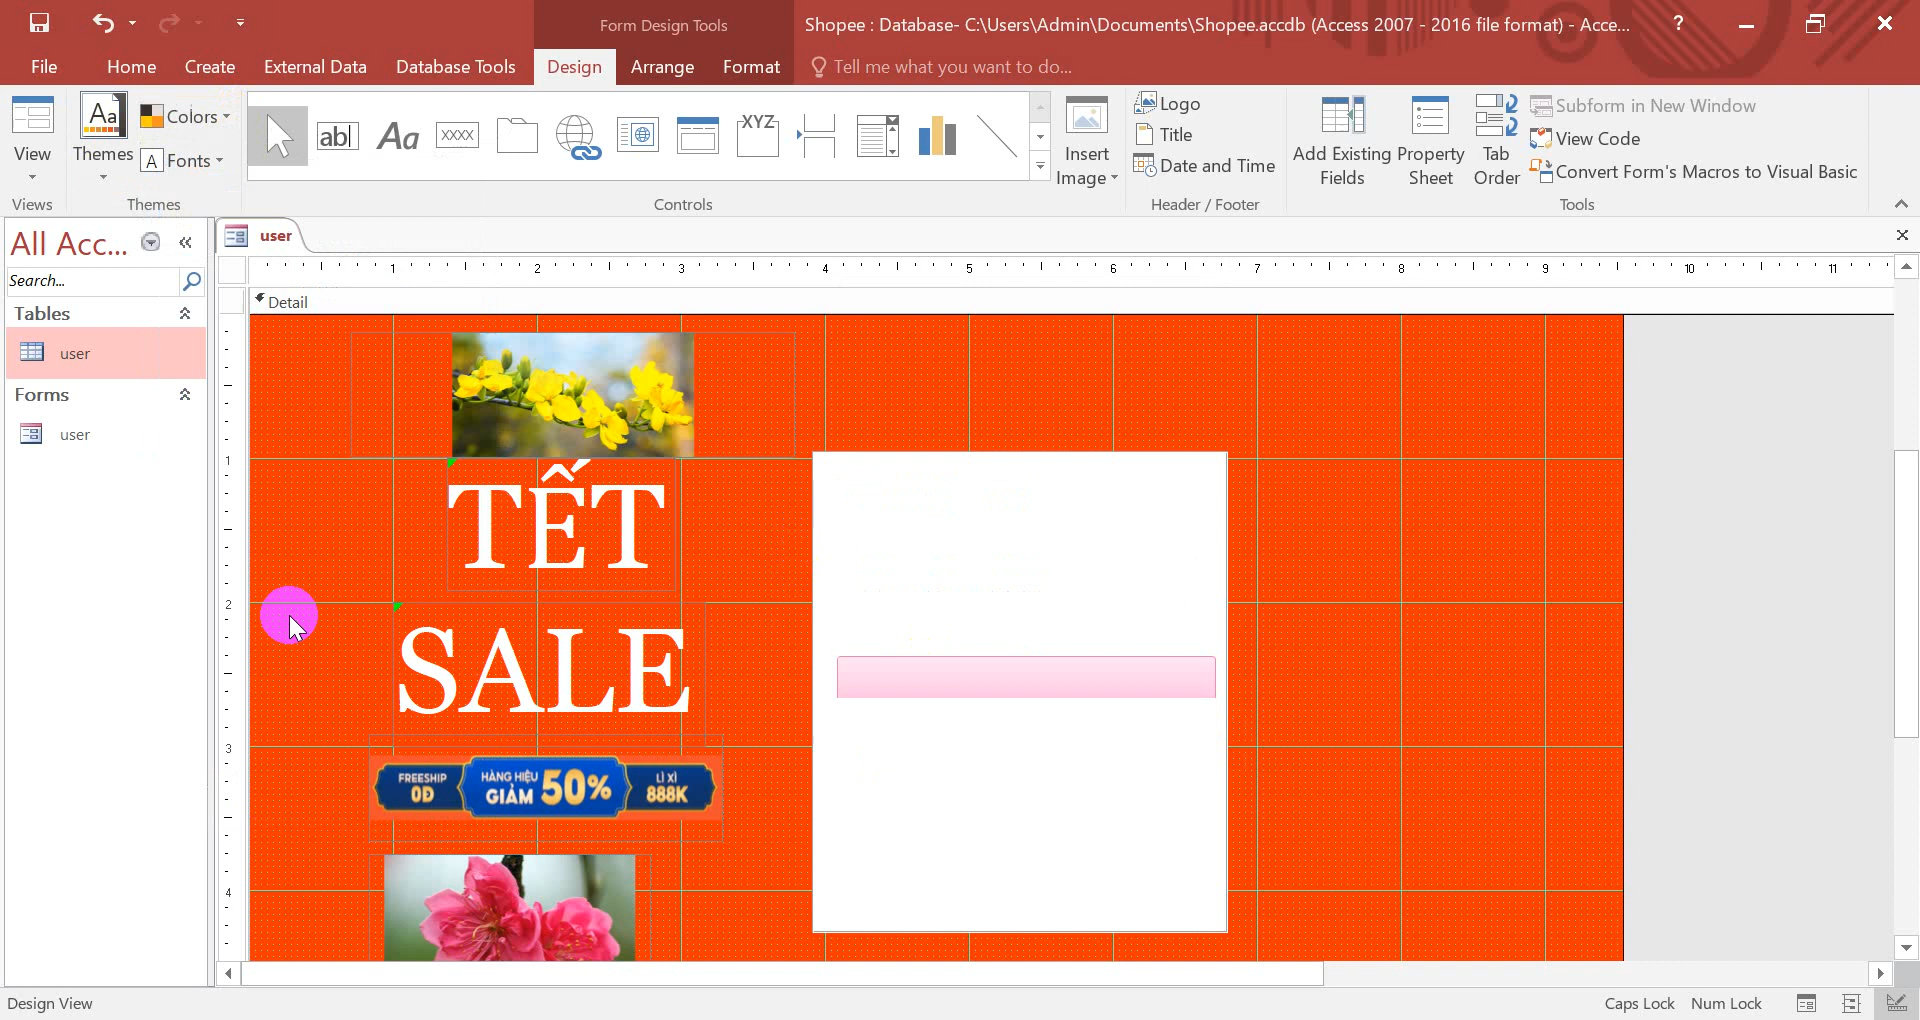 Form Design Tools
Shopee : Database- C:\Users\Admin\Documents\Shopee.accdb (Access 2007 - 2016 file format) - Acce...
?
File
Home
Create
External Data
Database Tools
Design
Arrange
Format
Tell me what you want to do...
View
Aa
Themes
Colors
A Fonts
ab|
Aa
XXXX
XYZ
Insert
Image
Logo
Title
Date and Time
Add Existing
Fields
Property
Sheet
Tab
Order
Subform in New Window
View Code
Convert Form's Macros to Visual Basic
Views
Themes
Controls
Header / Footer
Tools
All Acc...
Search...
Tables
user
Forms
user
user
1 2 3 4 5 6 7 8 9 10 11
Detail
1
2
3
4
TẾT
SALE
FREESHIP
0Đ
HÀNG HIỆU
GIẢM 50%
LÌ XÌ
888K
Design View
Caps Lock
Num Lock